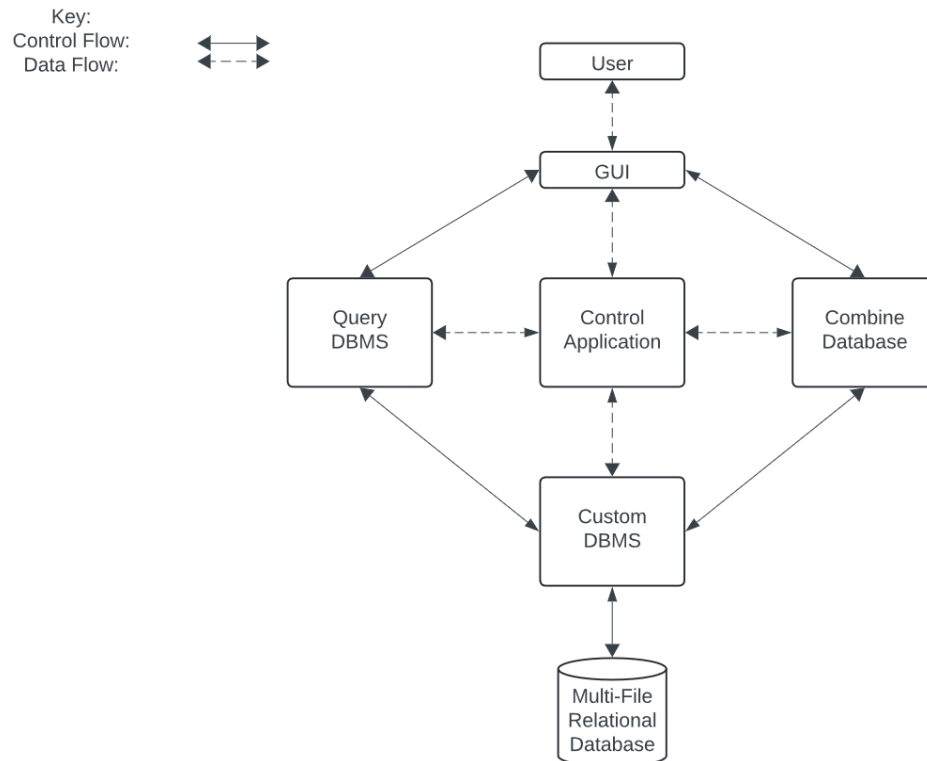 Key:
Control Flow:
Data Flow:
User
GUI
Query
DBMS
Control
Application
Combine
Database
Custom
DBMS
Multi-File
Relational
Database